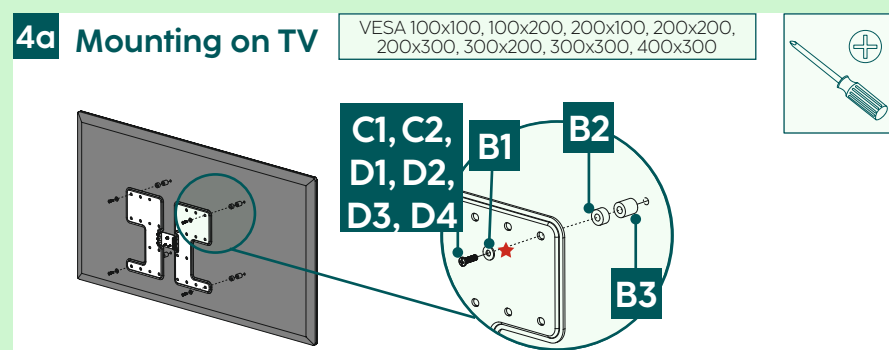 4a Mounting on TV
VESA 100x100, 100x200, 200x100, 200x200,
200x300, 300x200, 300x300, 400x300
C1, C2,
D1, D2,
D3, D4
B1
B2
B3